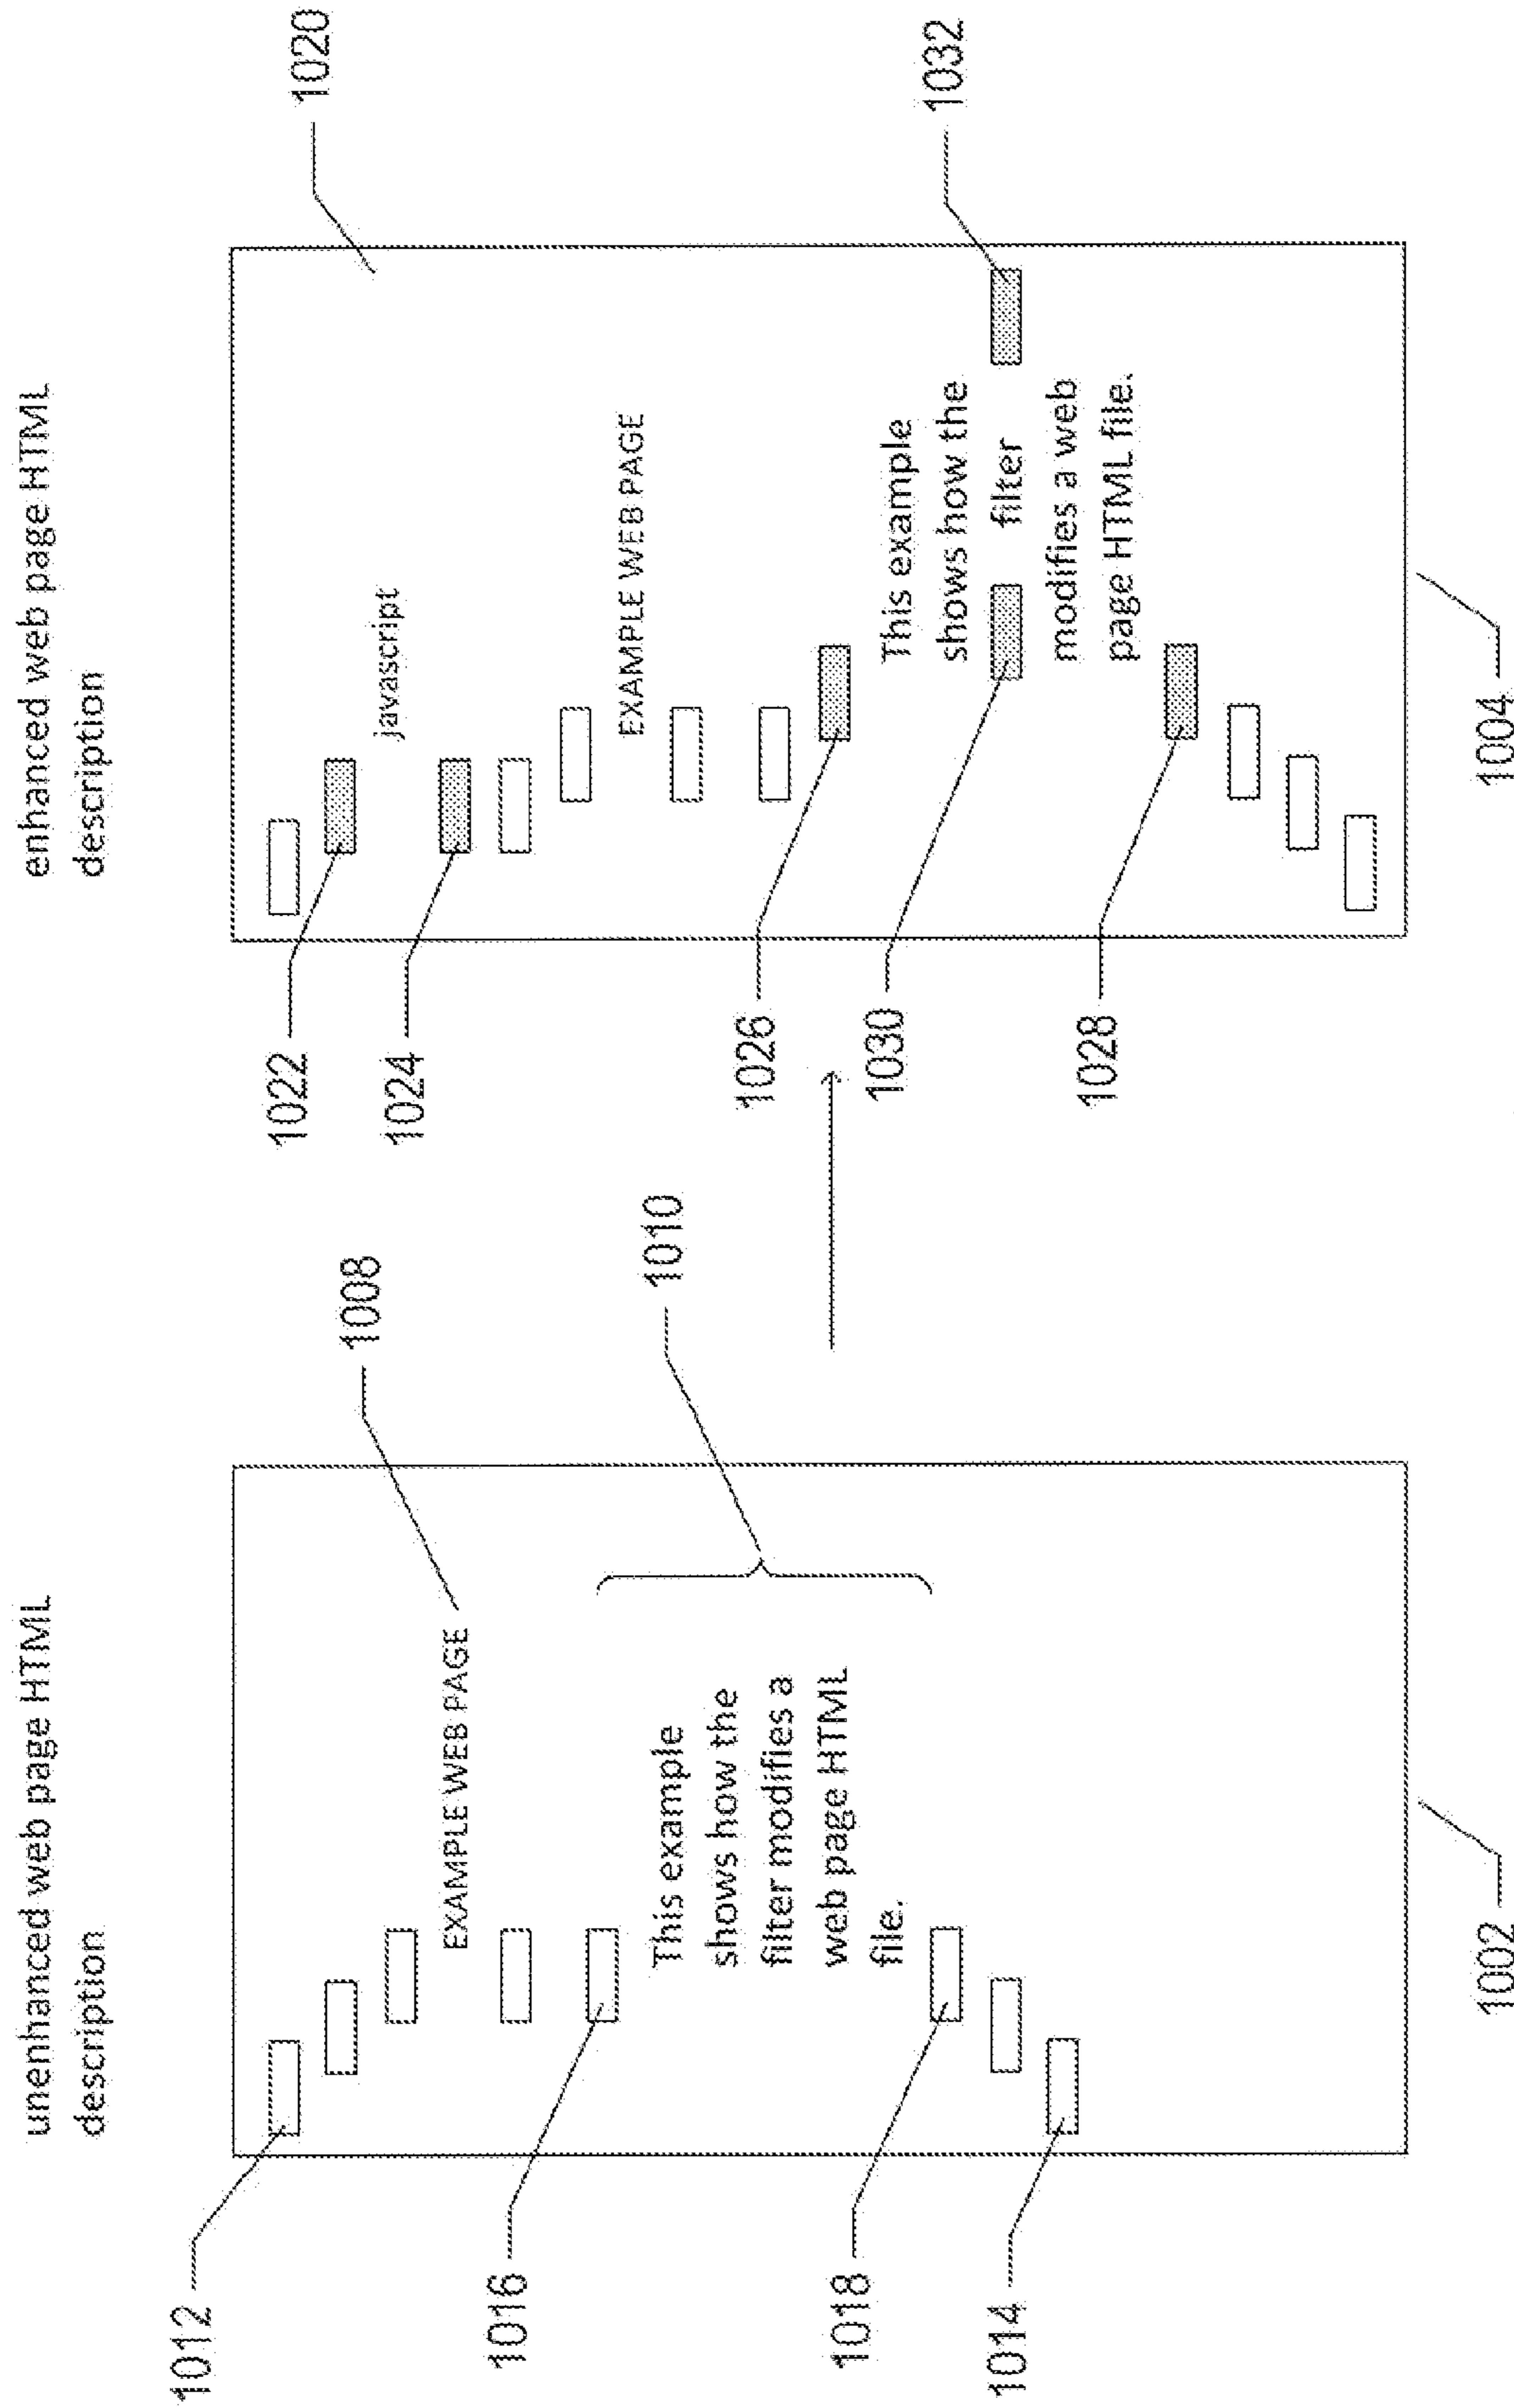 unenhanced web page HTML
description
1012
1016
1018
1014
EXAMPLE WEB PAGE
This example
shows how the
filter modifies a
web page HTML
file.
1008
1010
1002
enhanced web page HTML
description
1022
1024
1026
1030
1028
javascript
EXAMPLE WEB PAGE
This example
shows how the
filter
modifies a web
page HTML file.
1020
1032
1004